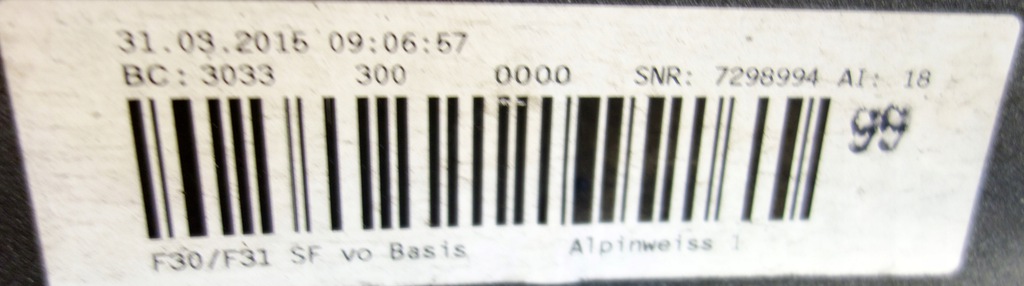 31.03.2015 09:06:57
BC: 3033 300 0000 SNR: 7298994 AI: 18
99
F30/F31 SF vo Basis Alpinweiss 1